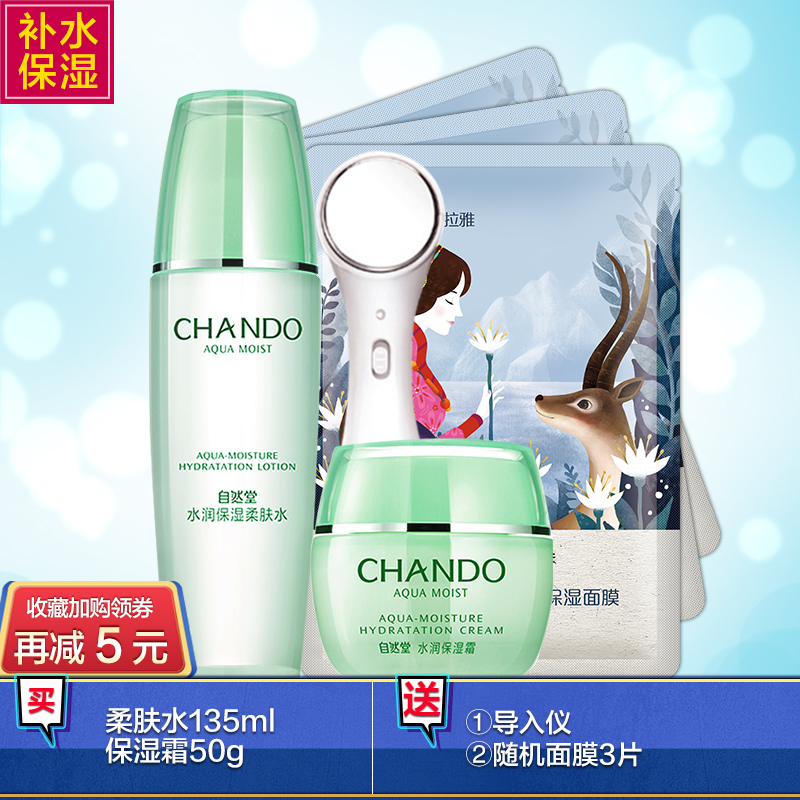 补水
保湿
拉雅
CHANDO
AQUA MOIST
AQUA-MOISTURE
HYDRATATION LOTION
自然堂
水润保湿柔肤水
CHANDO
AQUA MOIST
AQUA-MOISTURE
HYDRATATION CREAM
自然堂 水润保湿霜
保湿面膜
收藏加购领券
再减5元
买
柔肤水135ml
保湿霜50g
送
①导入仪
②随机面膜3片